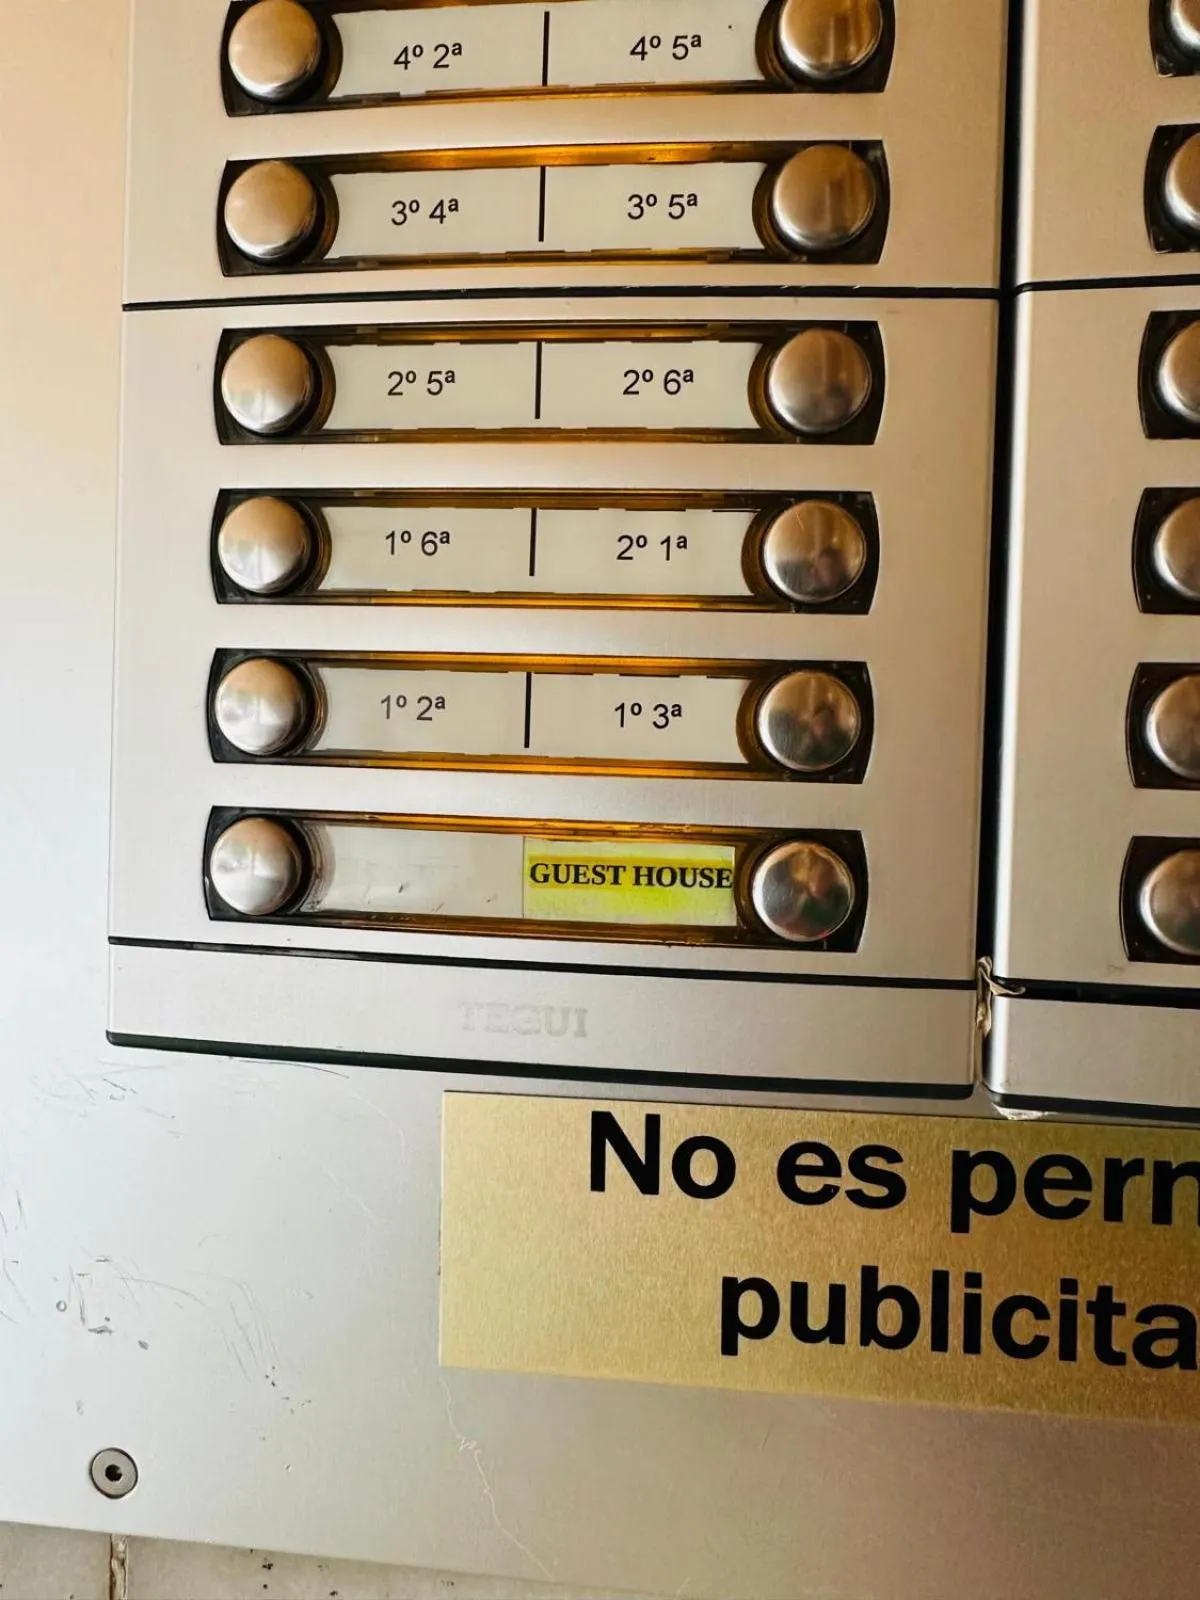 4º 2ª 4º 5ª
3º 4ª 3º 5ª
2º 5ª 2º 6ª
1º 6ª 2º 1ª
1º 2ª 1º 3ª
GUEST HOUSE
TEGUI
No es
publicita